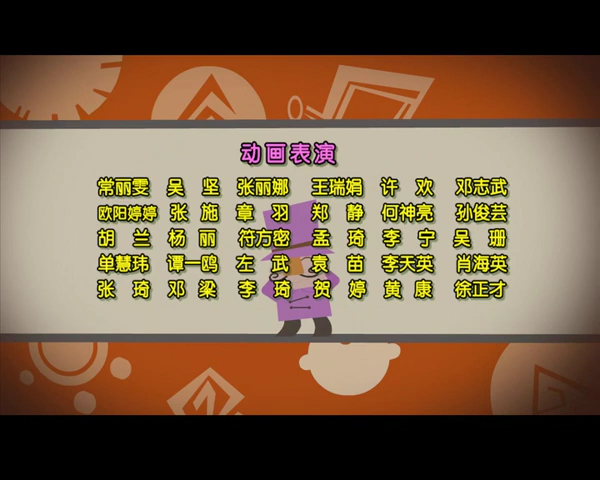 动画表演
常丽雯 吴 坚 张丽娜 王瑞娟 许 欢 邓志武
欧阳婷婷 张 施 章 羽 郑 静 何神亮 孙俊芸
胡 兰 杨 丽 符方密 孟 琦 李 宁 吴 珊
单慧玮 谭一鸥 左 武 袁 苗 李天英 肖海英
张 琦 邓 梁 李 琦 贺 婷 黄 康 徐正才